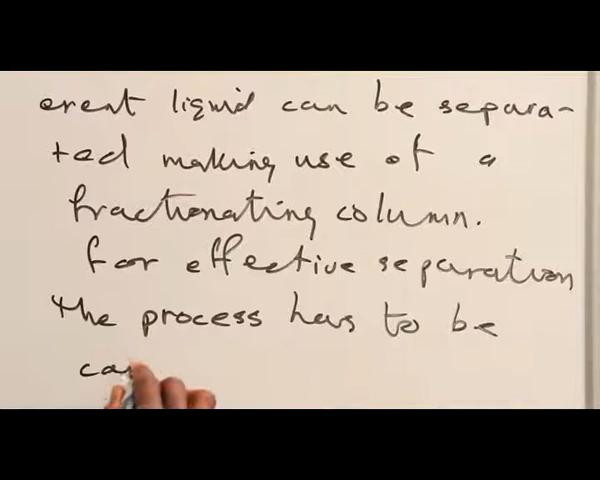 erent liquid can be separa-
ted making use of a
fractionating column.
for effective separation
the process has to be
ca